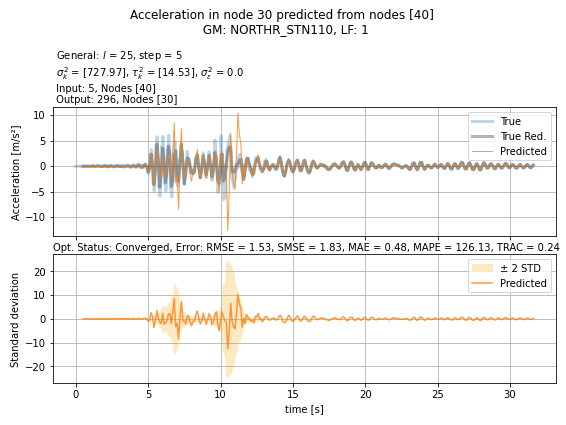 Acceleration in node 30 predicted from nodes [40]
GM: NORTHR_STN110, LF: 1
General: l = 25, step = 5
σ²ₖ = [727.97], τ²ₖ = [14.53], σ²_ε = 0.0
Input: 5, Nodes [40]
Output: 296, Nodes [30]
Acceleration [m/s²]
10
5
0
−5
−10
True
True Red.
Predicted
Opt. Status: Converged, Error: RMSE = 1.53, SMSE = 1.83, MAE = 0.48, MAPE = 126.13, TRAC = 0.24
Standard deviation
20
10
0
−10
−20
± 2 STD
Predicted
0 5 10 15 20 25 30
time [s]